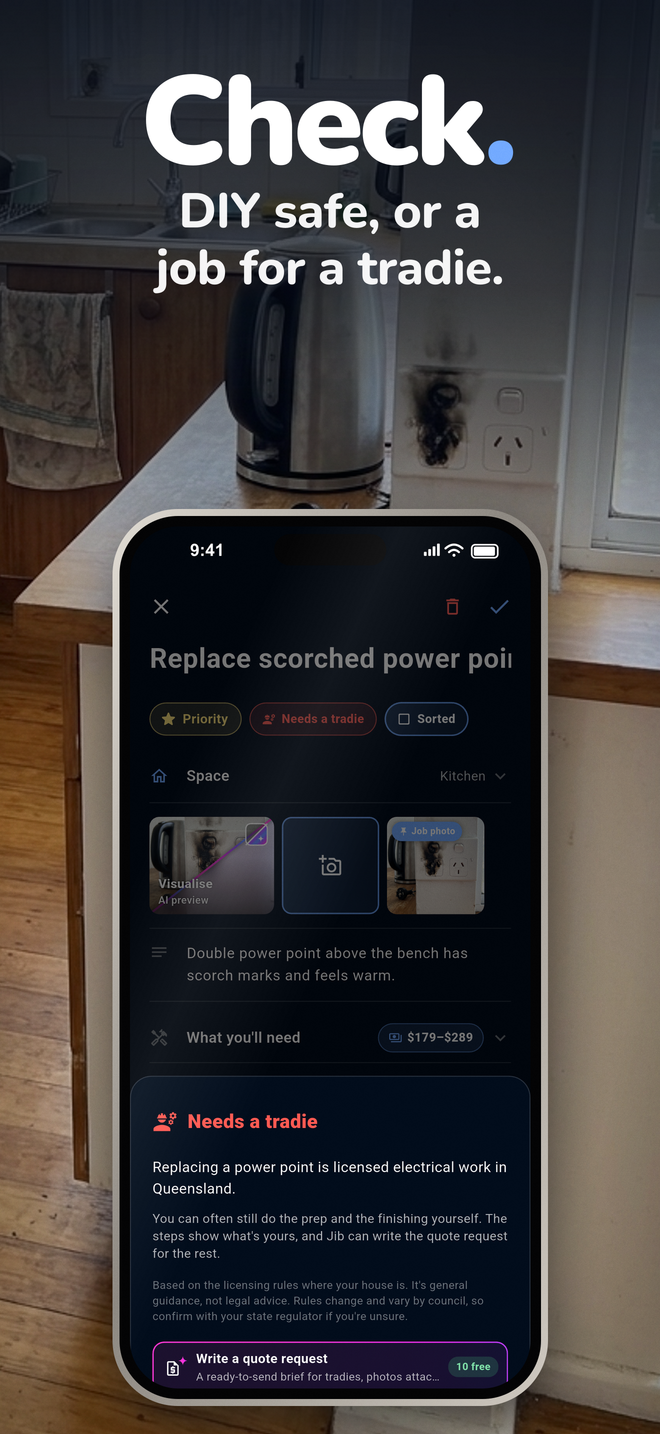 Check.
DIY safe, or a
job for a tradie.
9:41
Replace scorched power poin
Priority
Needs a tradie
Sorted
Space
Kitchen
Visualise
AI preview
Job photo
Double power point above the bench has
scorch marks and feels warm.
What you'll need
$179–$289
Needs a tradie
Replacing a power point is licensed electrical work in
Queensland.
You can often still do the prep and the finishing yourself. The
steps show what's yours, and Jib can write the quote request
for the rest.
Based on the licensing rules where your house is. It's general
guidance, not legal advice. Rules change and vary by council, so
confirm with your state regulator if you're unsure.
Write a quote request
A ready-to-send brief for tradies, photos attac...
10 free